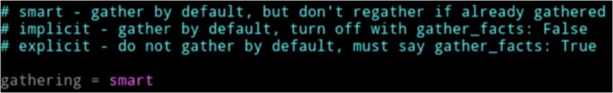 # smart - gather by default, but don't regather if already gathered
# implicit - gather by default, turn off with gather_facts: False
# explicit - do not gather by default, must say gather_facts: True
gathering = smart